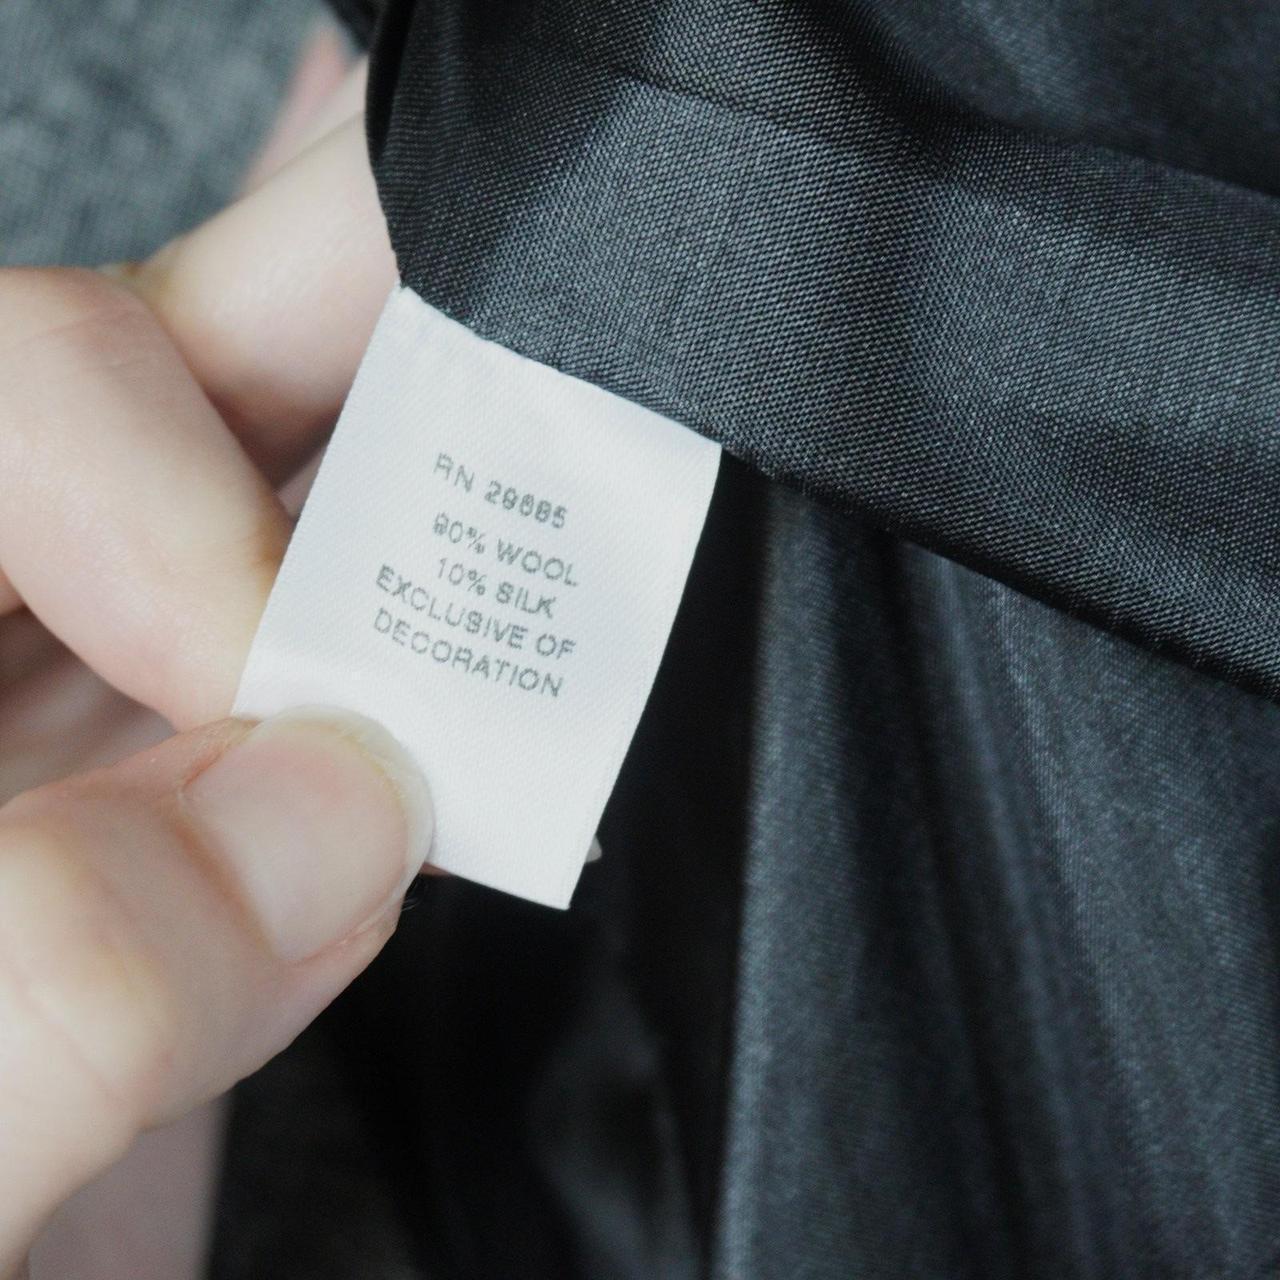 RN 29685
90% WOOL
10% SILK
EXCLUSIVE OF
DECORATION